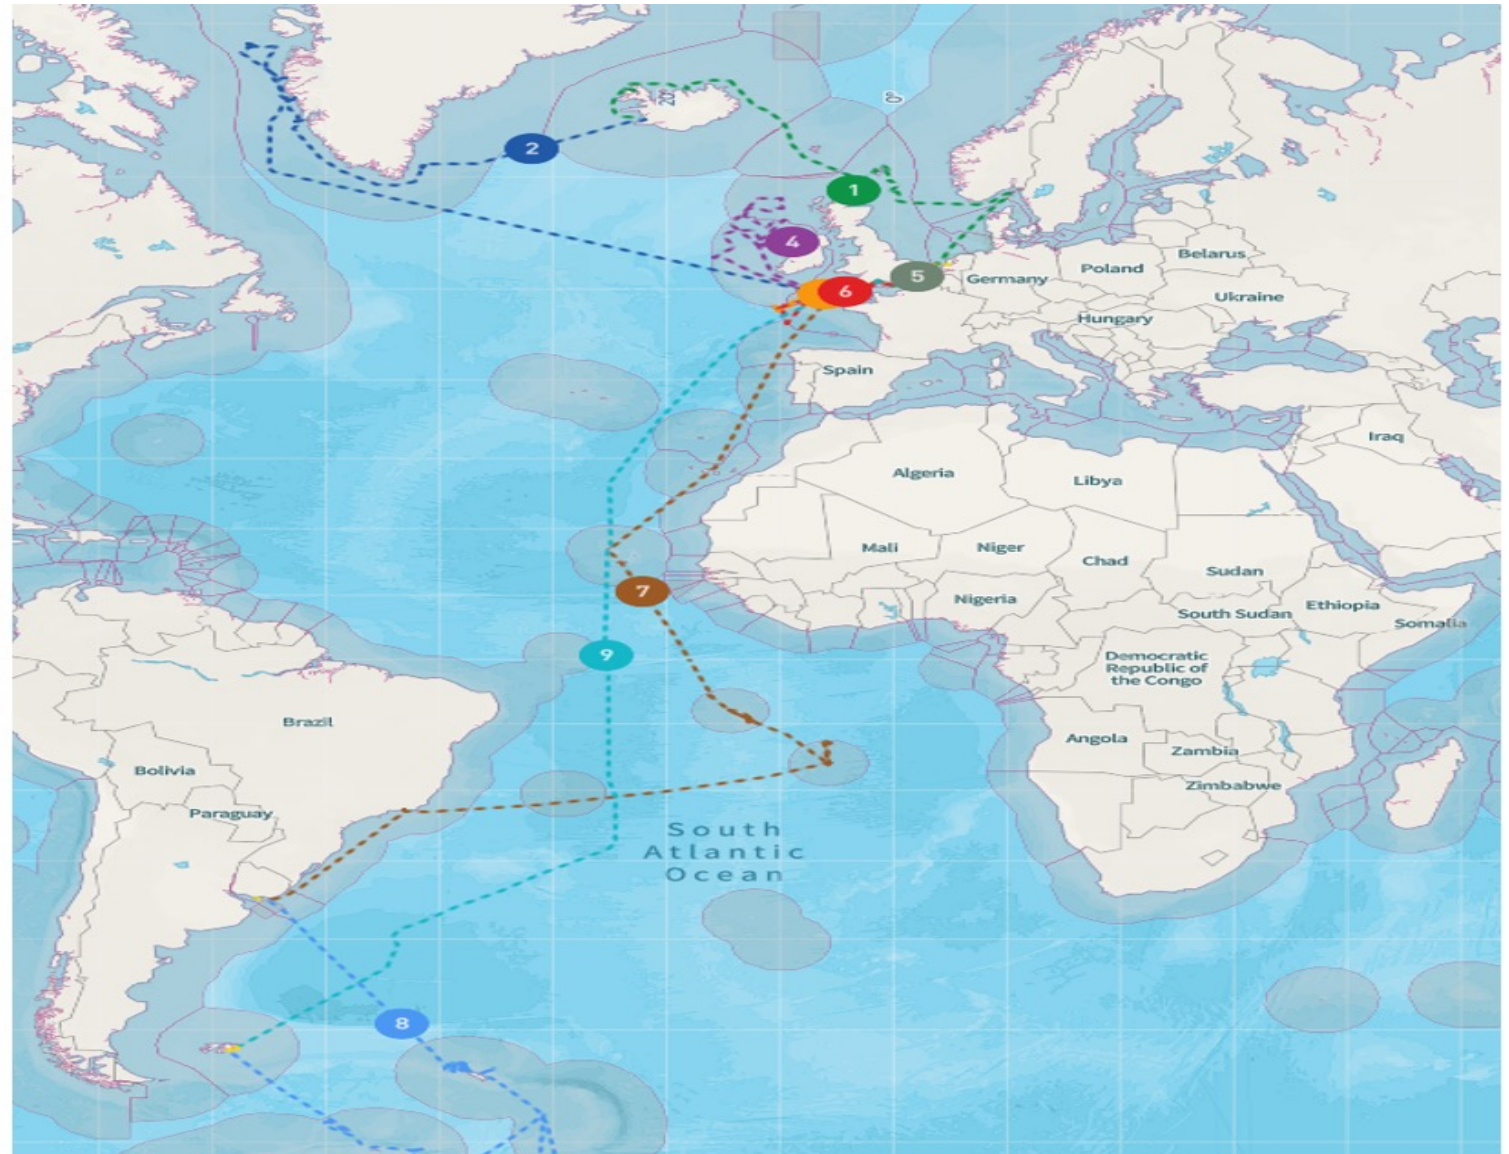 20
0°
2
1
4
5
6
Germany
Poland
Belarus
Ukraine
Hungary
Spain
Iraq
Algeria
Libya
Mali
Niger
Chad
Sudan
7
Nigeria
South Sudan
Ethiopia
Somalia
9
Democratic
Republic of
the Congo
Brazil
Angola
Zambia
Bolivia
Zimbabwe
Paraguay
South
Atlantic
Ocean
8